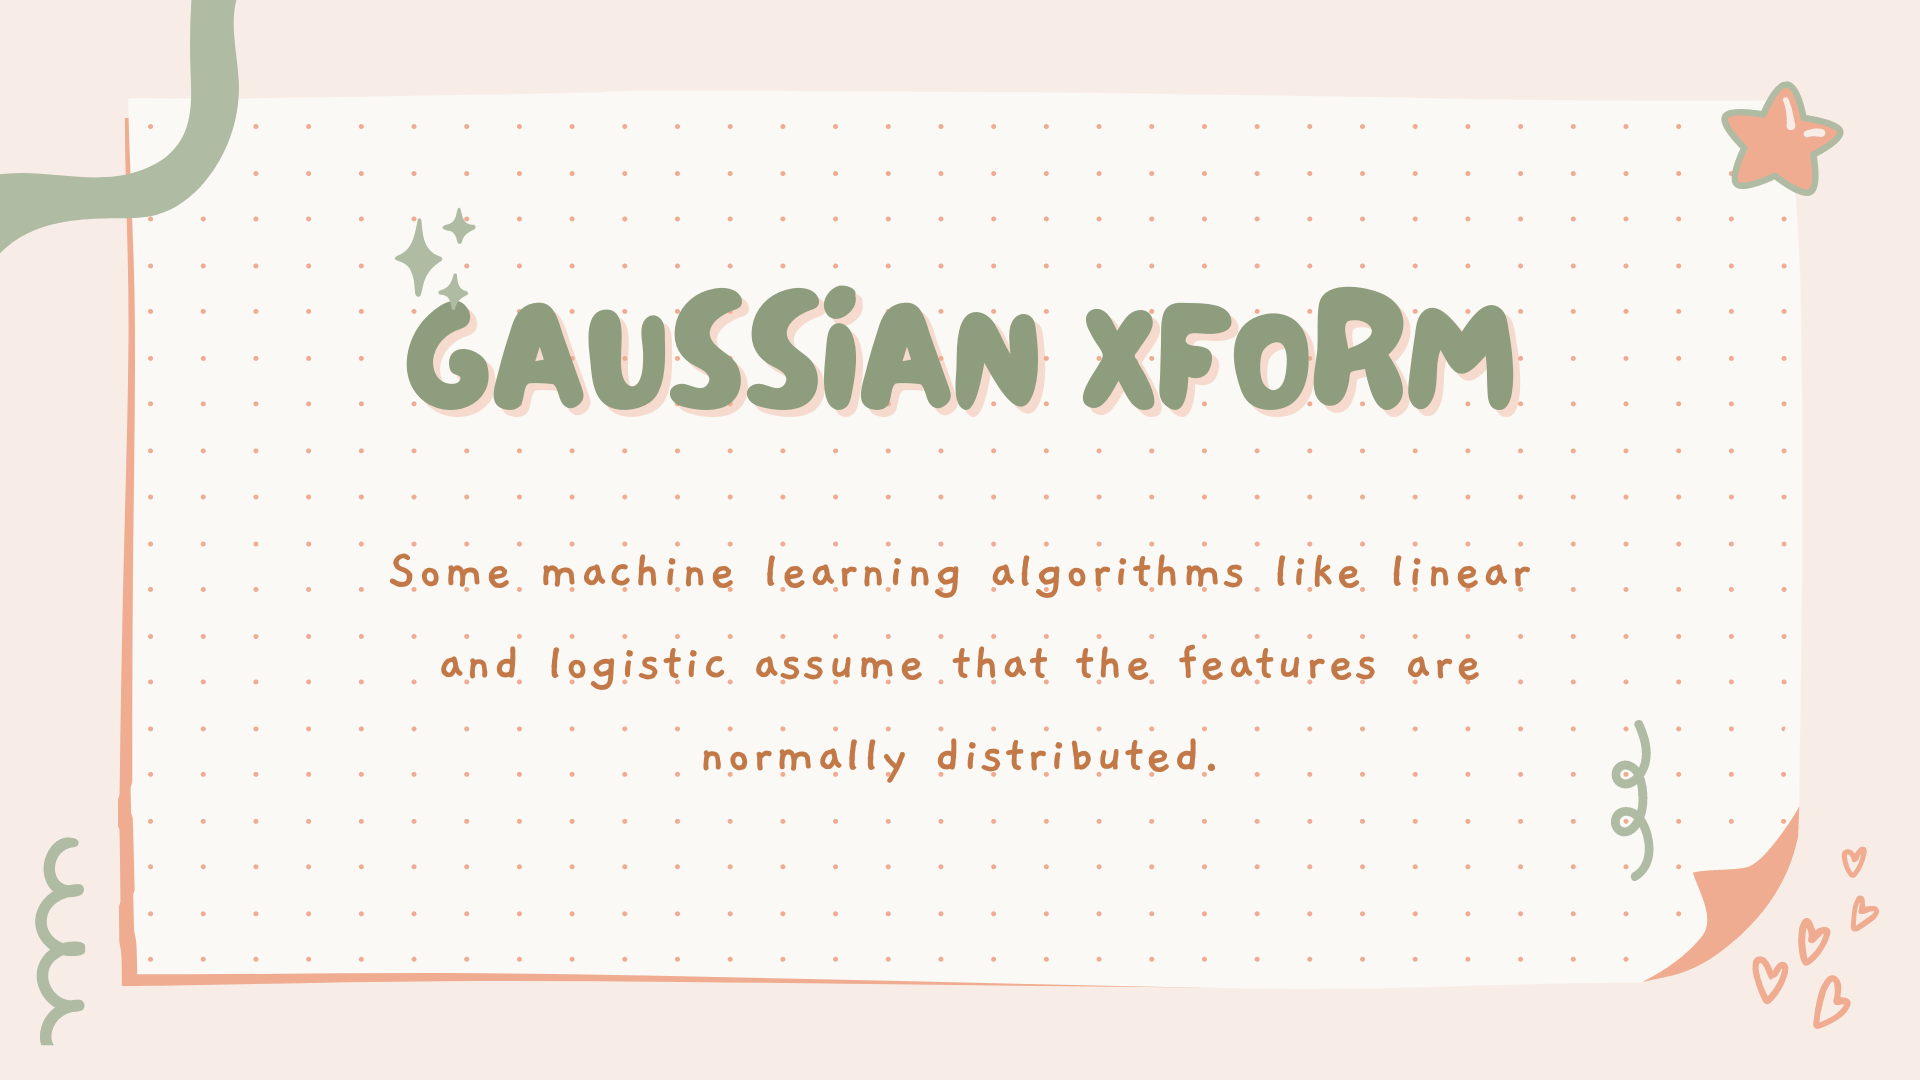 GAUSSiAN XFORM
Some machine learning algorithms like linear
and logistic assume that the features are
normally distributed.